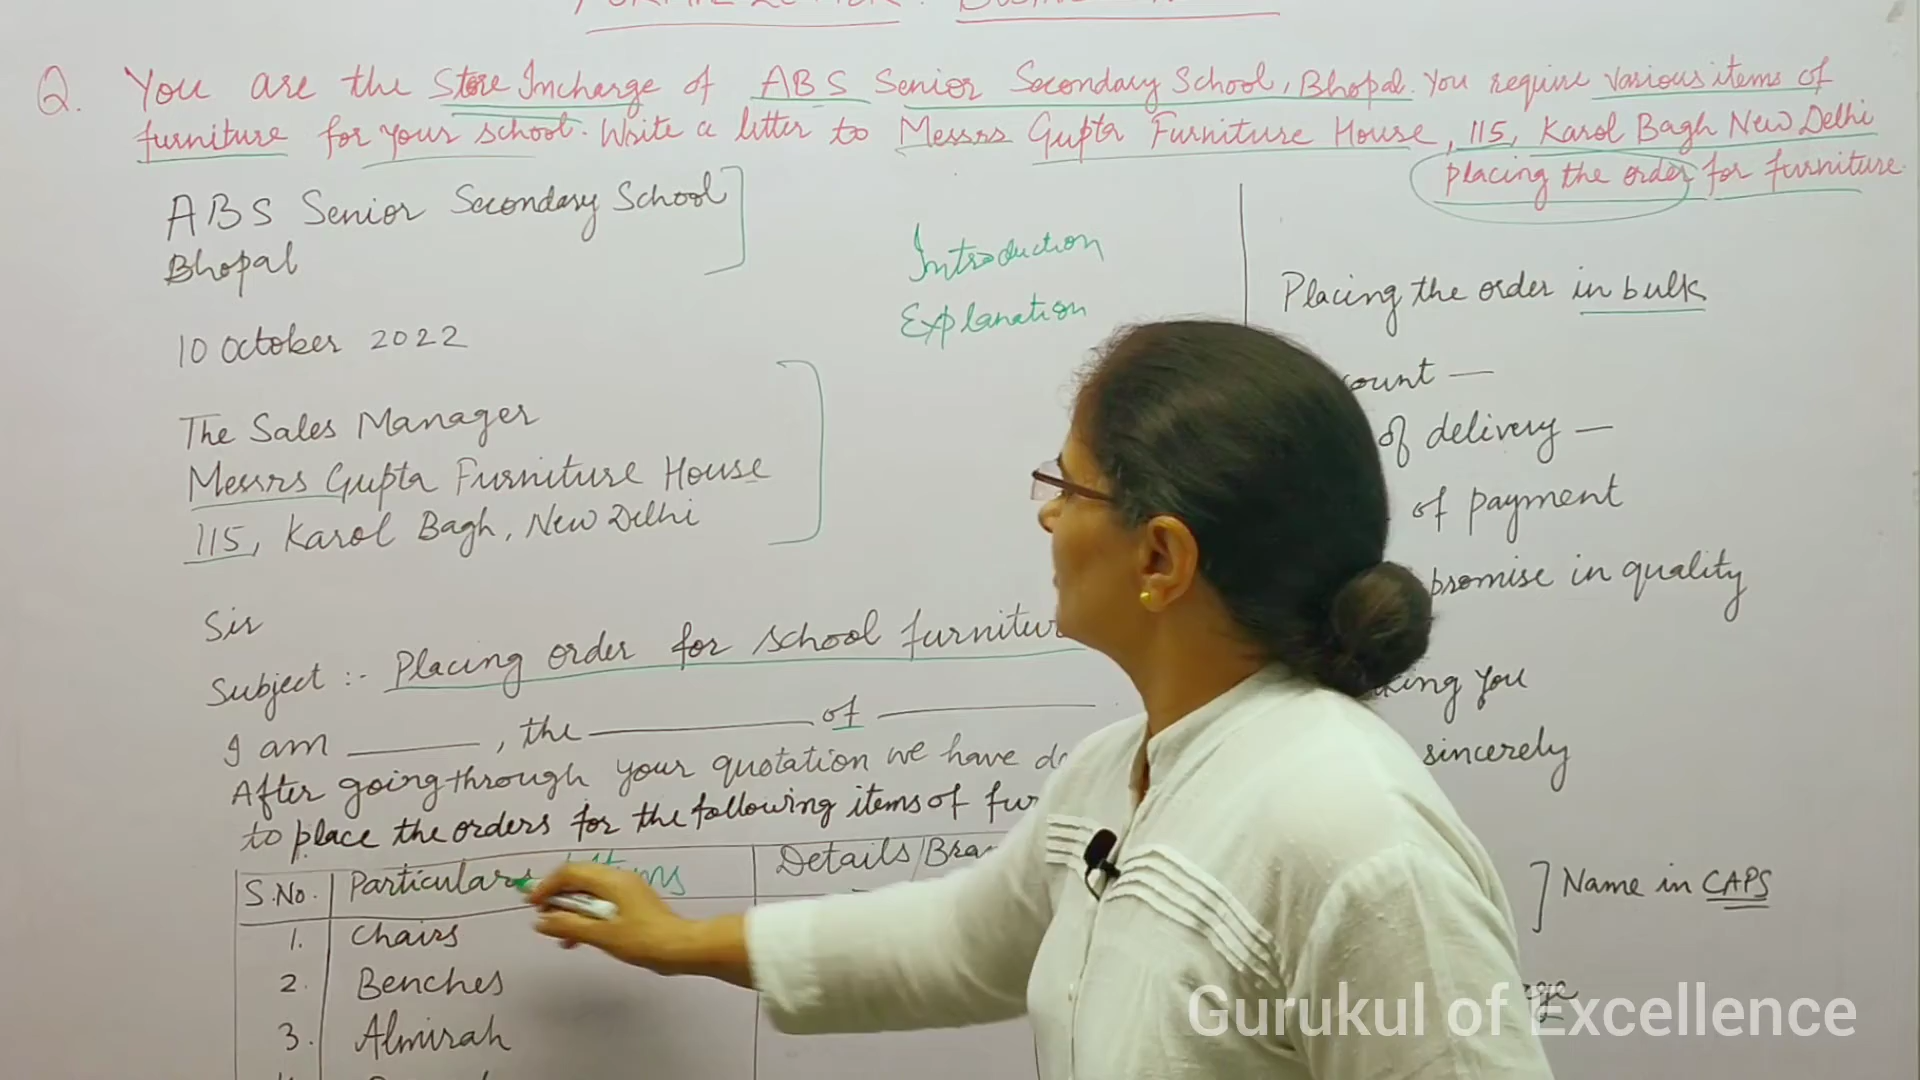 Q. You are the Store Incharge of ABS Senior Secondary School, Bhopal. You require various items of
furniture for your school. Write a letter to Messrs Gupta Furniture House, 115, Karol Bagh New Delhi
placing the order for furniture.
ABS Senior Secondary School
Bhopal
10 October 2022
The Sales Manager
Messrs Gupta Furniture House
115, Karol Bagh, New Delhi
Sir
Subject :- Placing order for school furnitur
I am ______, the __________ of __________
After going through your quotation we have de
to place the orders for the following items of fur
S.No. Particulars / Items Details/Bra
1. Chairs
2. Benches
3. Almirah
Introduction
Explanation
Placing the order in bulk
count —
of delivery —
of payment
promise in quality
king you
sincerely
] Name in CAPS
Gurukul of Excellence